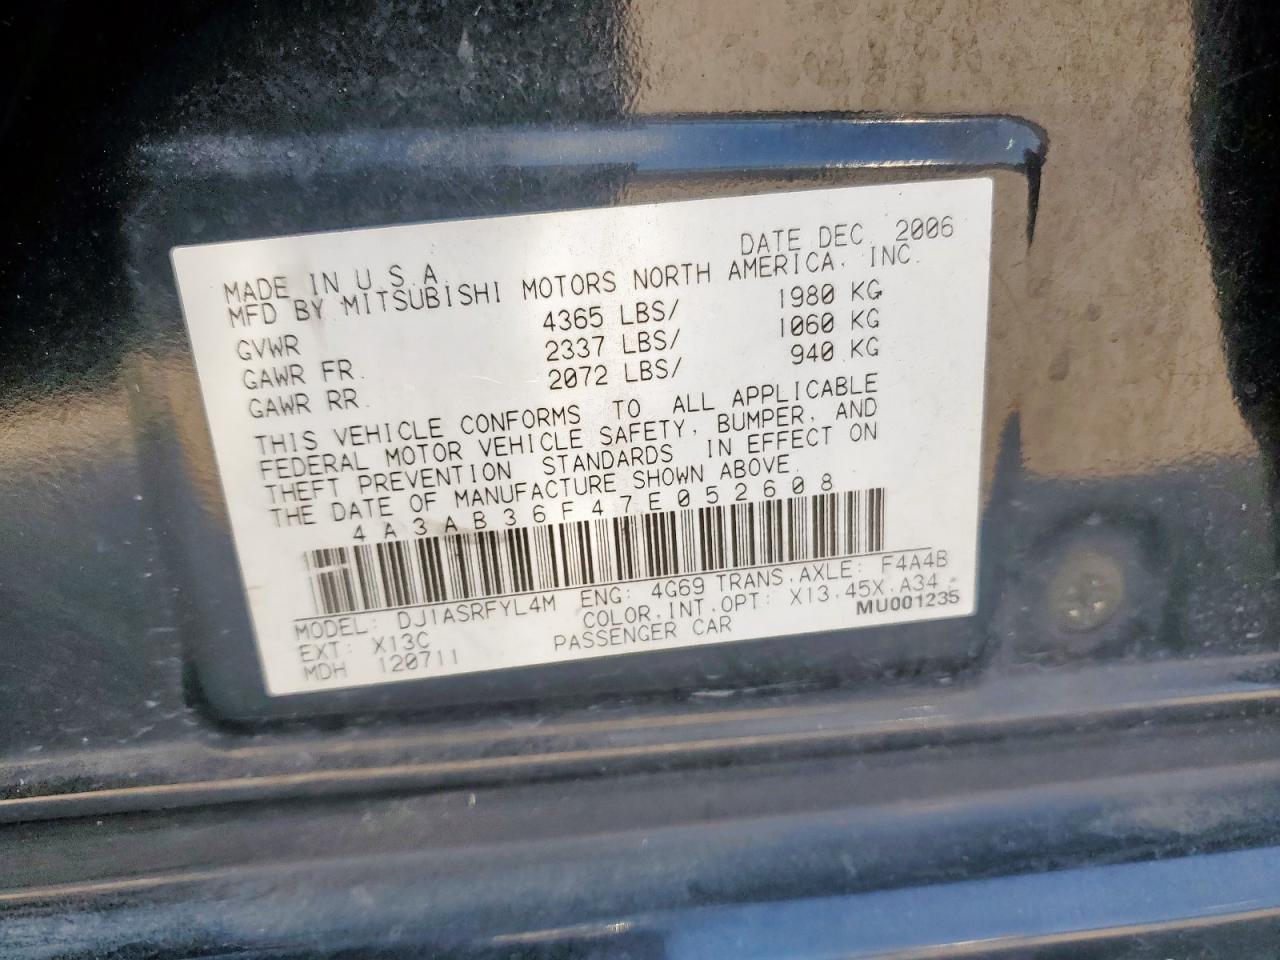 DATE DEC 2006
MADE IN U.S.A.
MFD BY MITSUBISHI MOTORS NORTH AMERICA, INC.
GVWR 4365 LBS/ 1980 KG
GAWR FR. 2337 LBS/ 1060 KG
GAWR RR. 2072 LBS/ 940 KG
THIS VEHICLE CONFORMS TO ALL APPLICABLE
FEDERAL MOTOR VEHICLE SAFETY, BUMPER, AND
THEFT PREVENTION STANDARDS IN EFFECT ON
THE DATE OF MANUFACTURE SHOWN ABOVE.
4A3AB36F47E052608
MODEL: DJ1ASRFYL4M ENG: 4G69 TRANS.AXLE: F4A4B
EXT: X13C COLOR.INT.OPT: X13.45X.A34.
MDH 120711 PASSENGER CAR MU001235